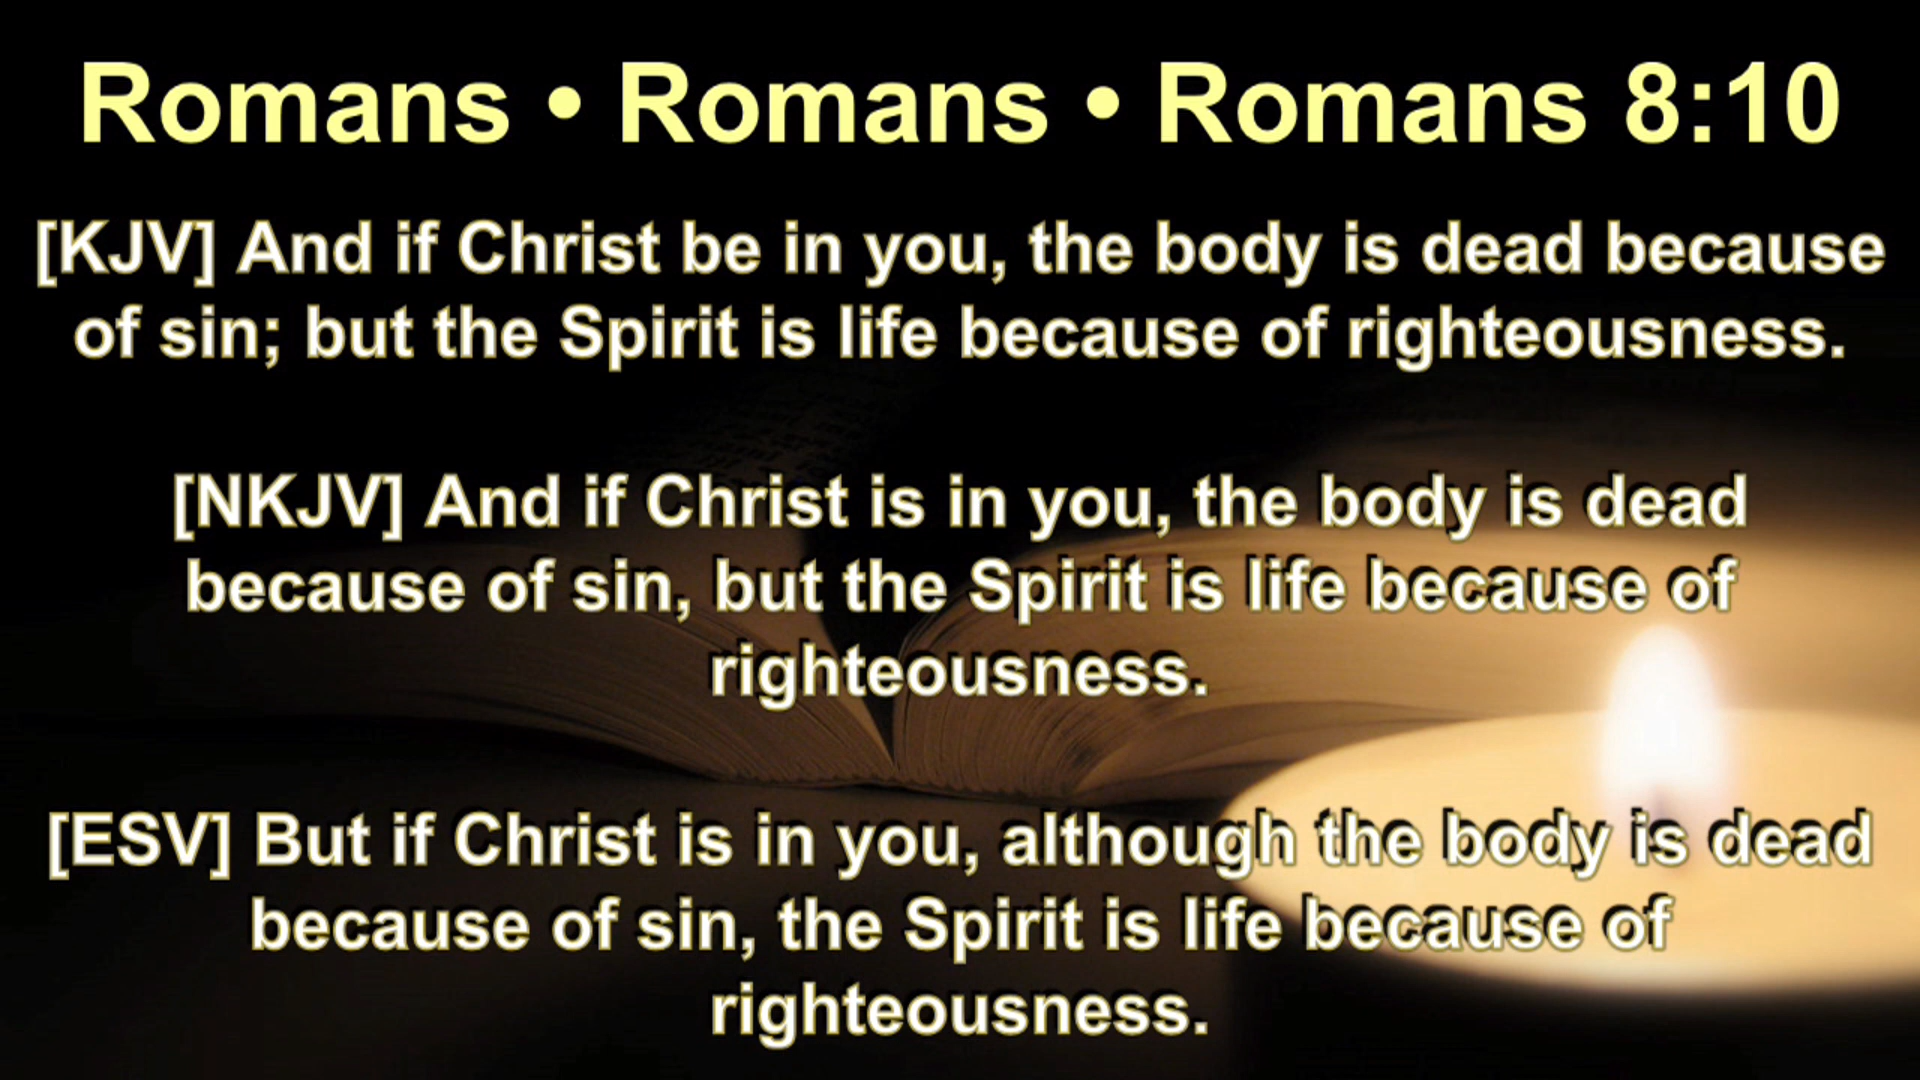 Romans • Romans • Romans 8:10
[KJV] And if Christ be in you, the body is dead because
of sin; but the Spirit is life because of righteousness.
[NKJV] And if Christ is in you, the body is dead
because of sin, but the Spirit is life because of
righteousness.
[ESV] But if Christ is in you, although the body is dead
because of sin, the Spirit is life because of
righteousness.